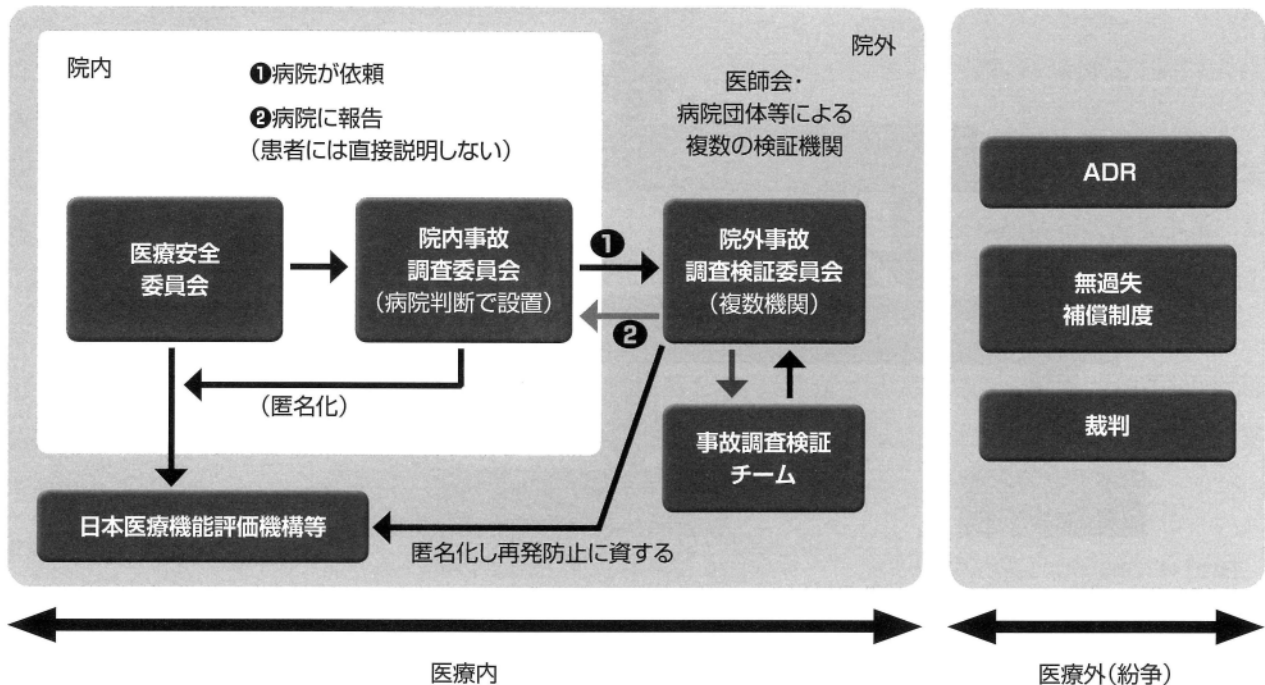 院内
❶病院が依頼
❷病院に報告
(患者には直接説明しない)
院外
医師会・
病院団体等による
複数の検証機関
医療安全
委員会
院内事故
調査委員会
(病院判断で設置)
❶
❷
院外事故
調査検証委員会
(複数機関)
(匿名化)
事故調査検証
チーム
日本医療機能評価機構等
匿名化し再発防止に資する
ADR
無過失
補償制度
裁判
医療内
医療外(紛争)